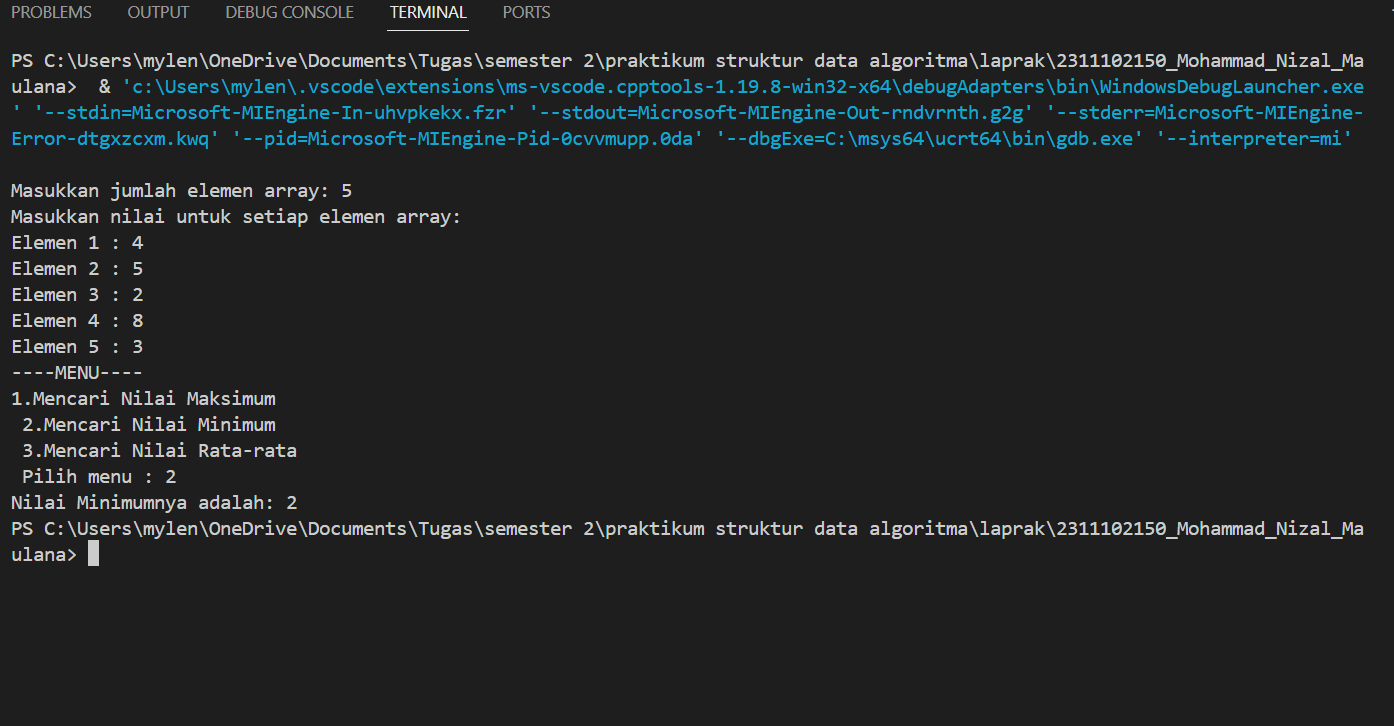 PROBLEMS OUTPUT DEBUG CONSOLE TERMINAL PORTS
PS C:\Users\mylen\OneDrive\Documents\Tugas\semester 2\praktikum struktur data algoritma\laprak\2311102150_Mohammad_Nizal_Ma
ulana>  & 'c:\Users\mylen\.vscode\extensions\ms-vscode.cpptools-1.19.8-win32-x64\debugAdapters\bin\WindowsDebugLauncher.exe
' '--stdin=Microsoft-MIEngine-In-uhvpkekx.fzr' '--stdout=Microsoft-MIEngine-Out-rndvrnth.g2g' '--stderr=Microsoft-MIEngine-
Error-dtgxzcxm.kwq' '--pid=Microsoft-MIEngine-Pid-0cvvmupp.0da' '--dbgExe=C:\msys64\ucrt64\bin\gdb.exe' '--interpreter=mi'
Masukkan jumlah elemen array: 5
Masukkan nilai untuk setiap elemen array:
Elemen 1 : 4
Elemen 2 : 5
Elemen 3 : 2
Elemen 4 : 8
Elemen 5 : 3
----MENU----
1.Mencari Nilai Maksimum
 2.Mencari Nilai Minimum
 3.Mencari Nilai Rata-rata
 Pilih menu : 2
Nilai Minimumnya adalah: 2
PS C:\Users\mylen\OneDrive\Documents\Tugas\semester 2\praktikum struktur data algoritma\laprak\2311102150_Mohammad_Nizal_Ma
ulana>